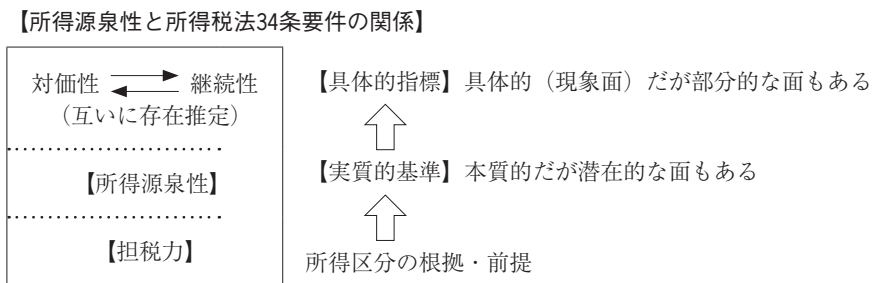 【所得源泉性と所得税法34条要件の関係】
対価性 継続性
（互いに存在推定）
【具体的指標】具体的（現象面）だが部分的な面もある
【所得源泉性】
【実質的基準】本質的だが潜在的な面もある
【担税力】
所得区分の根拠・前提